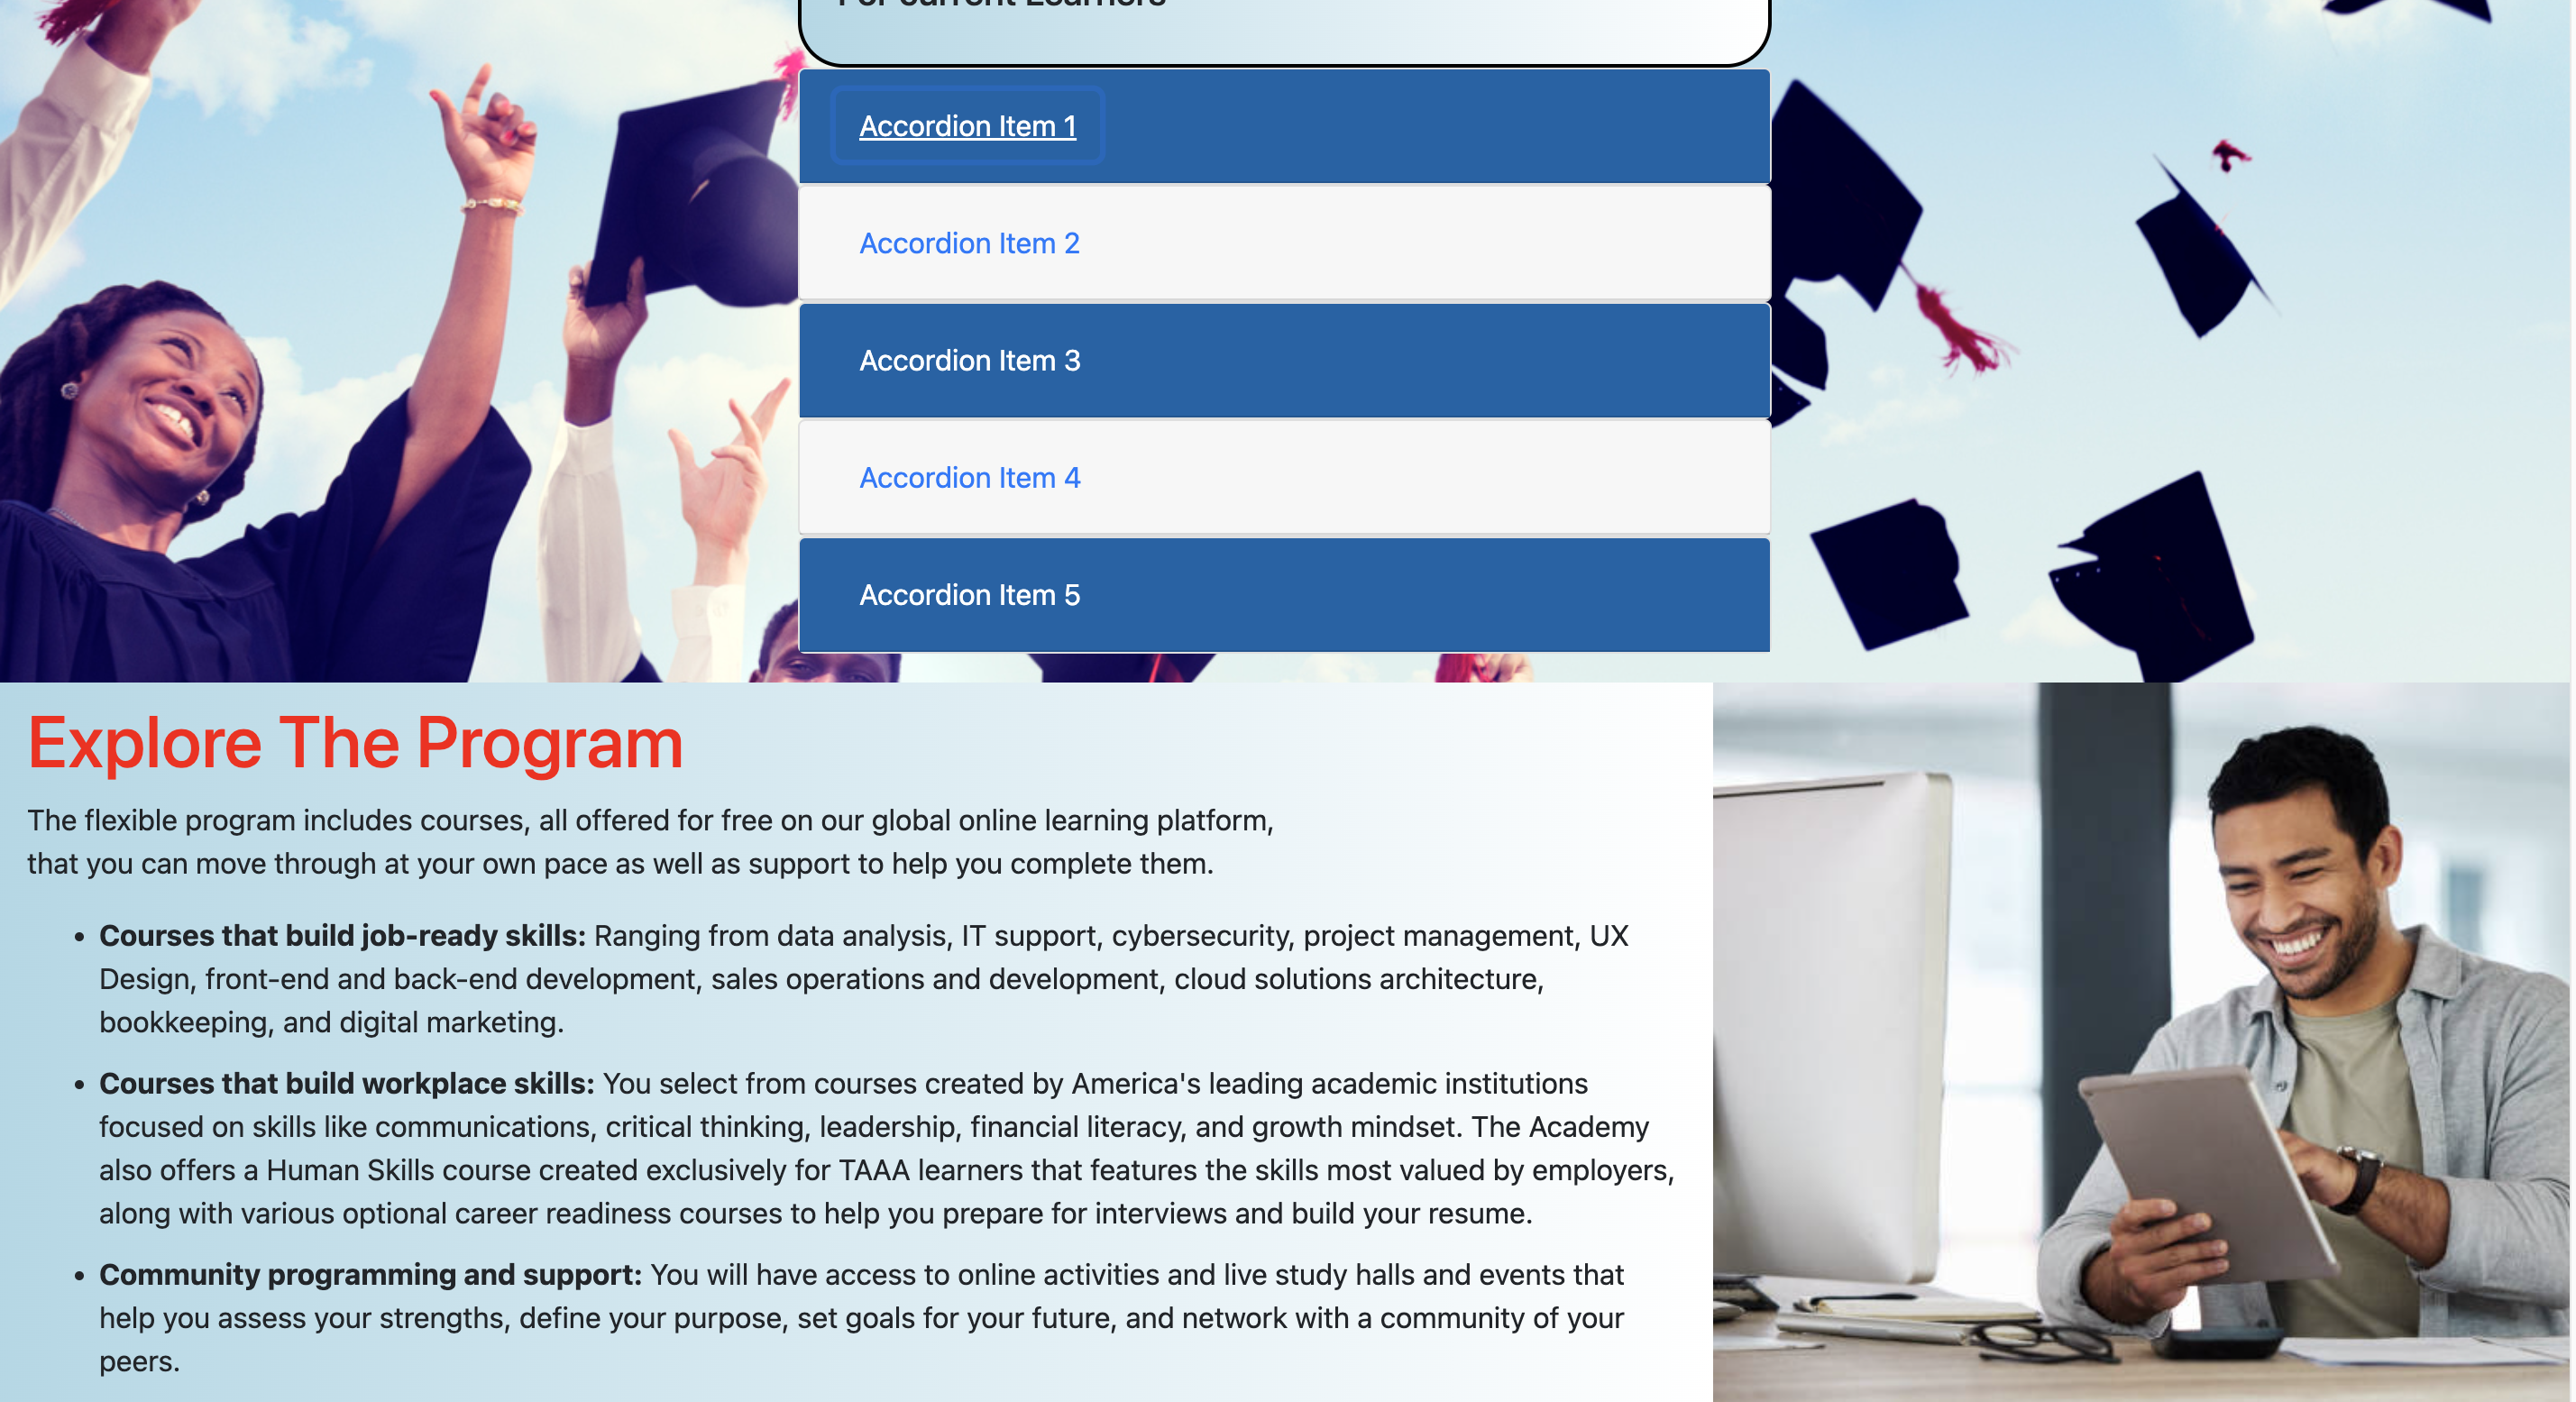 For current Learners
Accordion Item 1
Accordion Item 2
Accordion Item 3
Accordion Item 4
Accordion Item 5
Explore The Program
The flexible program includes courses, all offered for free on our global online learning platform,
that you can move through at your own pace as well as support to help you complete them.
• Courses that build job-ready skills: Ranging from data analysis, IT support, cybersecurity, project management, UX
Design, front-end and back-end development, sales operations and development, cloud solutions architecture,
bookkeeping, and digital marketing.
• Courses that build workplace skills: You select from courses created by America's leading academic institutions
focused on skills like communications, critical thinking, leadership, financial literacy, and growth mindset. The Academy
also offers a Human Skills course created exclusively for TAAA learners that features the skills most valued by employers,
along with various optional career readiness courses to help you prepare for interviews and build your resume.
• Community programming and support: You will have access to online activities and live study halls and events that
help you assess your strengths, define your purpose, set goals for your future, and network with a community of your
peers.